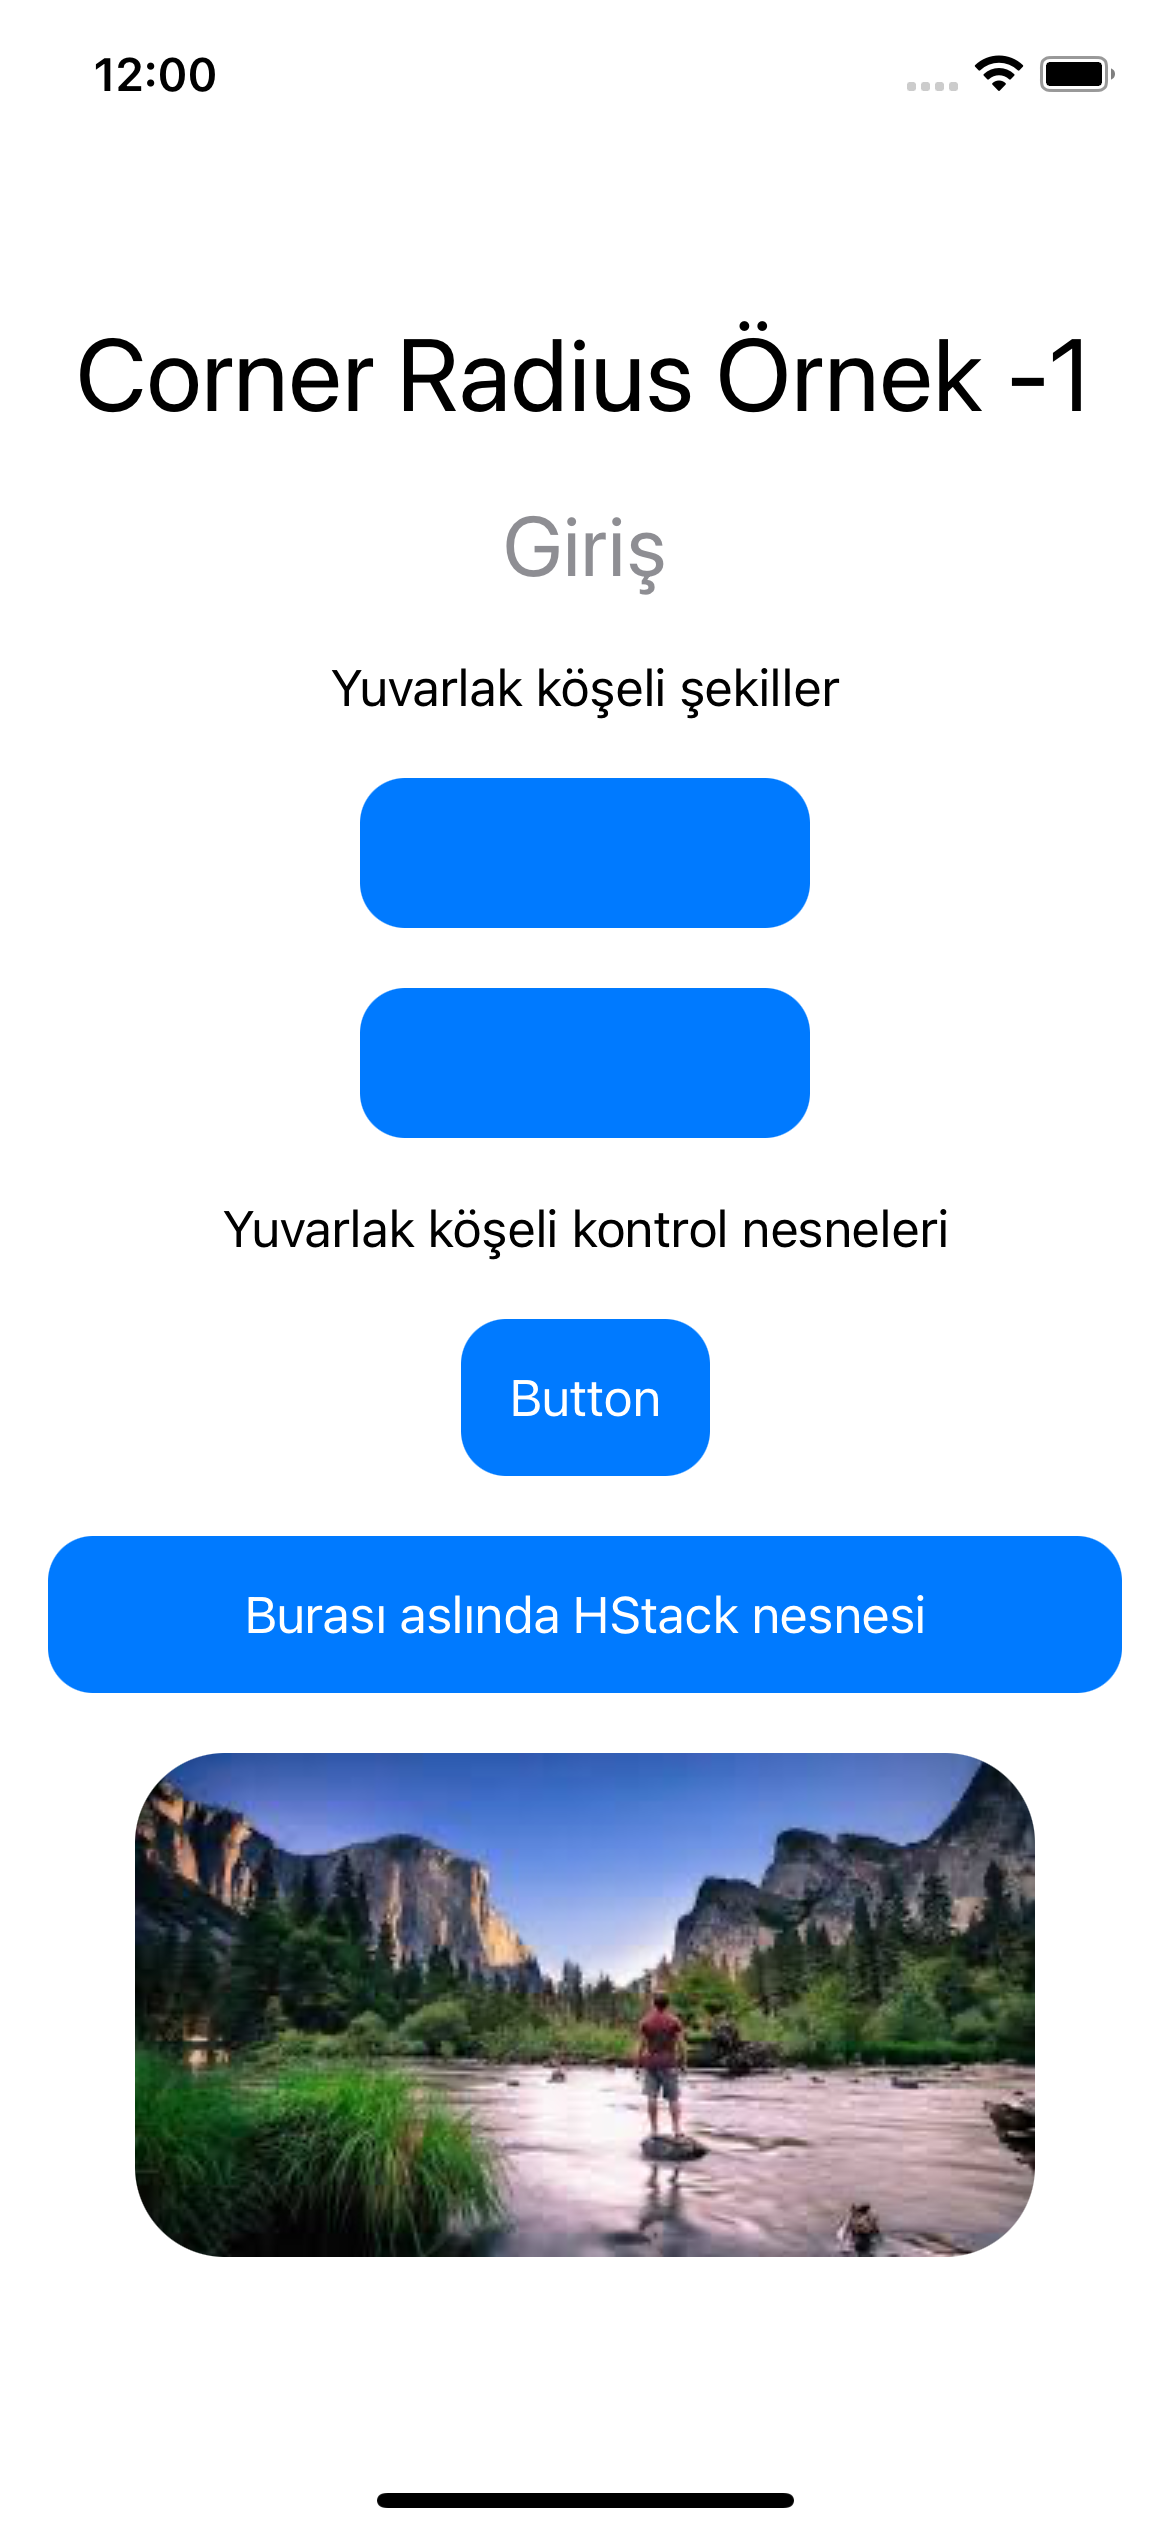 12:00
Corner Radius Örnek -1
Giriş
Yuvarlak köşeli şekiller
Yuvarlak köşeli kontrol nesneleri
Button
Burası aslında HStack nesnesi